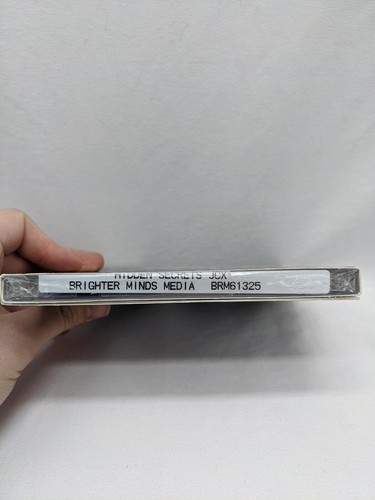 HIDDEN SECRETS JCX
BRIGHTER MINDS MEDIA BRM61325